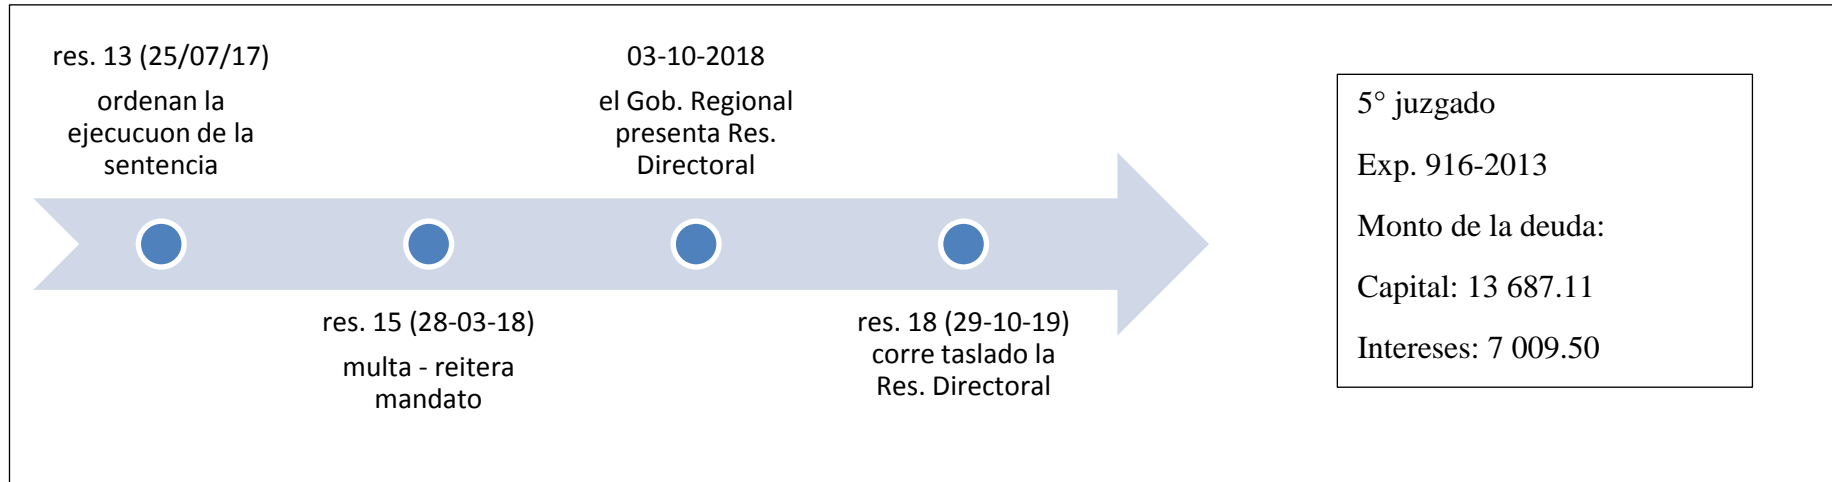 res. 13 (25/07/17)
ordenan la
ejecucuon de la
sentencia
res. 15 (28-03-18)
multa - reitera
mandato
03-10-2018
el Gob. Regional
presenta Res.
Directoral
res. 18 (29-10-19)
corre taslado la
Res. Directoral
5° juzgado
Exp. 916-2013
Monto de la deuda:
Capital: 13 687.11
Intereses: 7 009.50